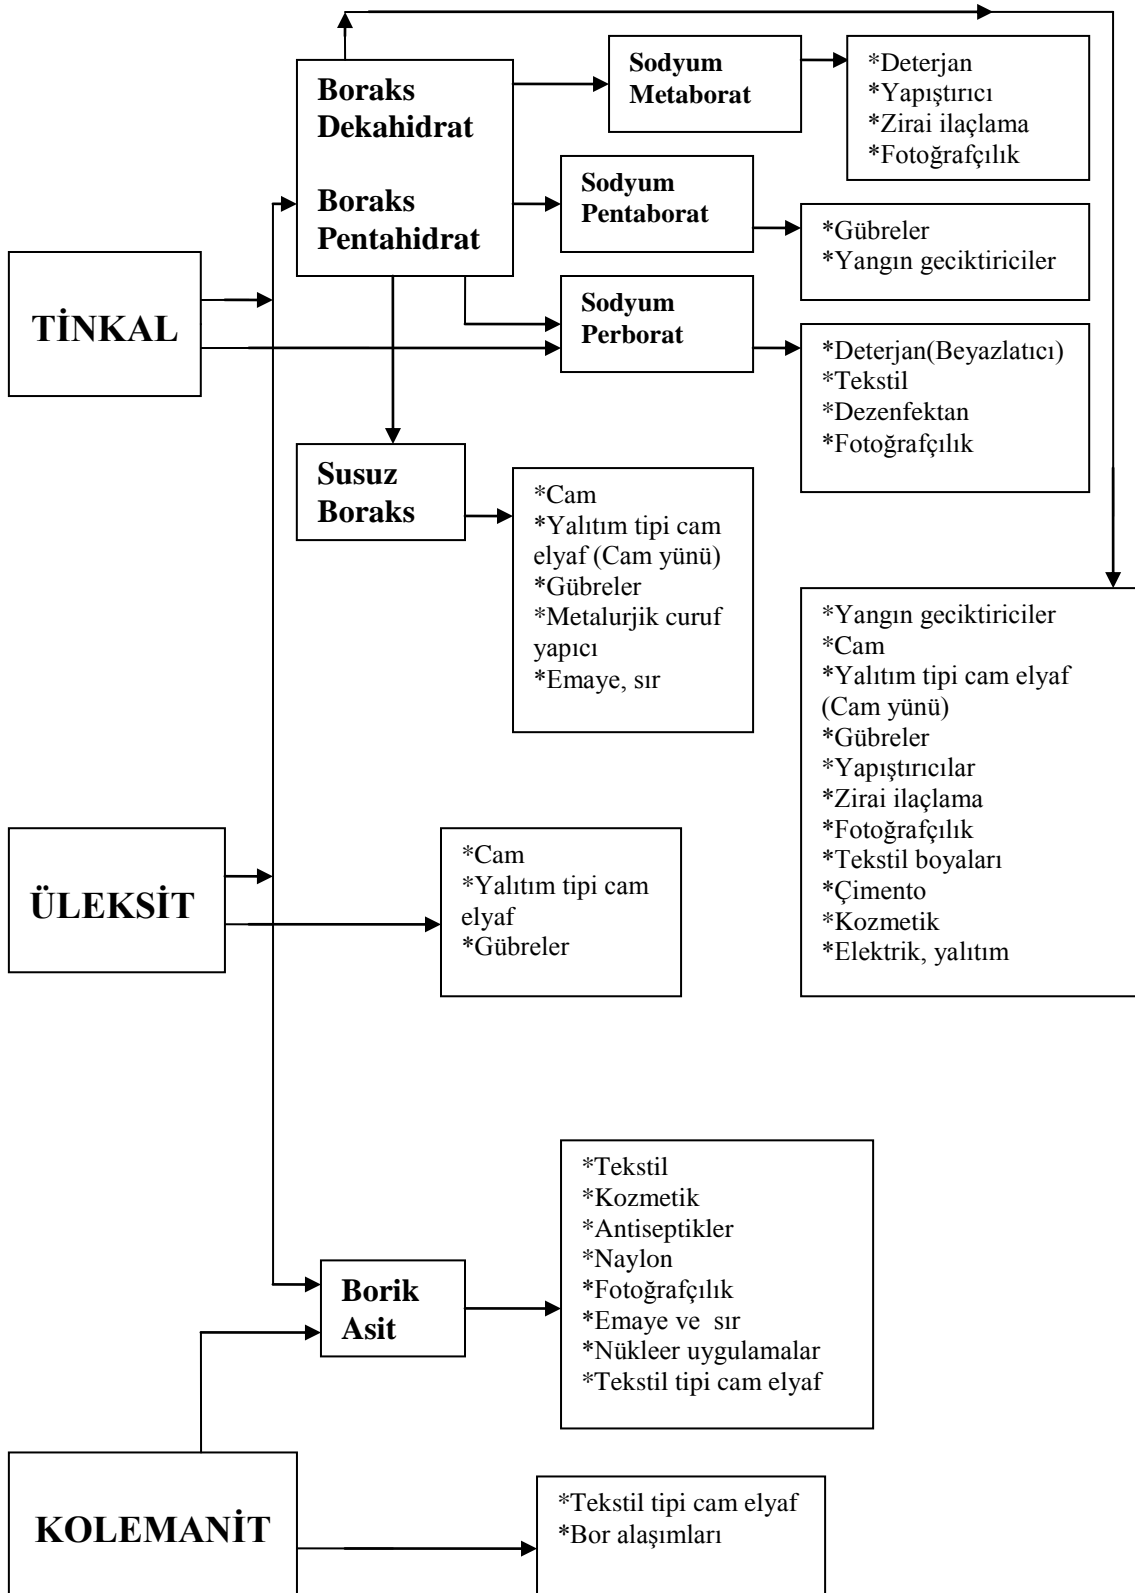 Boraks
Dekahidrat
Boraks
Pentahidrat
Sodyum
Metaborat
*Deterjan
*Yapıştırıcı
*Zirai ilaçlama
*Fotoğrafçılık
Sodyum
Pentaborat
*Gübreler
*Yangın geciktiriciler
TİNKAL
Sodyum
Perborat
*Deterjan(Beyazlatıcı)
*Tekstil
*Dezenfektan
*Fotoğrafçılık
Susuz
Boraks
*Cam
*Yalıtım tipi cam
elyaf (Cam yünü)
*Gübreler
*Metalurjik curuf
yapıcı
*Emaye, sır
*Yangın geciktiriciler
*Cam
*Yalıtım tipi cam elyaf
(Cam yünü)
*Gübreler
*Yapıştırıcılar
*Zirai ilaçlama
*Fotoğrafçılık
*Tekstil boyaları
*Çimento
*Kozmetik
*Elektrik, yalıtım
ÜLEKSİT
*Cam
*Yalıtım tipi cam
elyaf
*Gübreler
Borik
Asit
*Tekstil
*Kozmetik
*Antiseptikler
*Naylon
*Fotoğrafçılık
*Emaye ve  sır
*Nükleer uygulamalar
*Tekstil tipi cam elyaf
KOLEMANİT
*Tekstil tipi cam elyaf
*Bor alaşımları